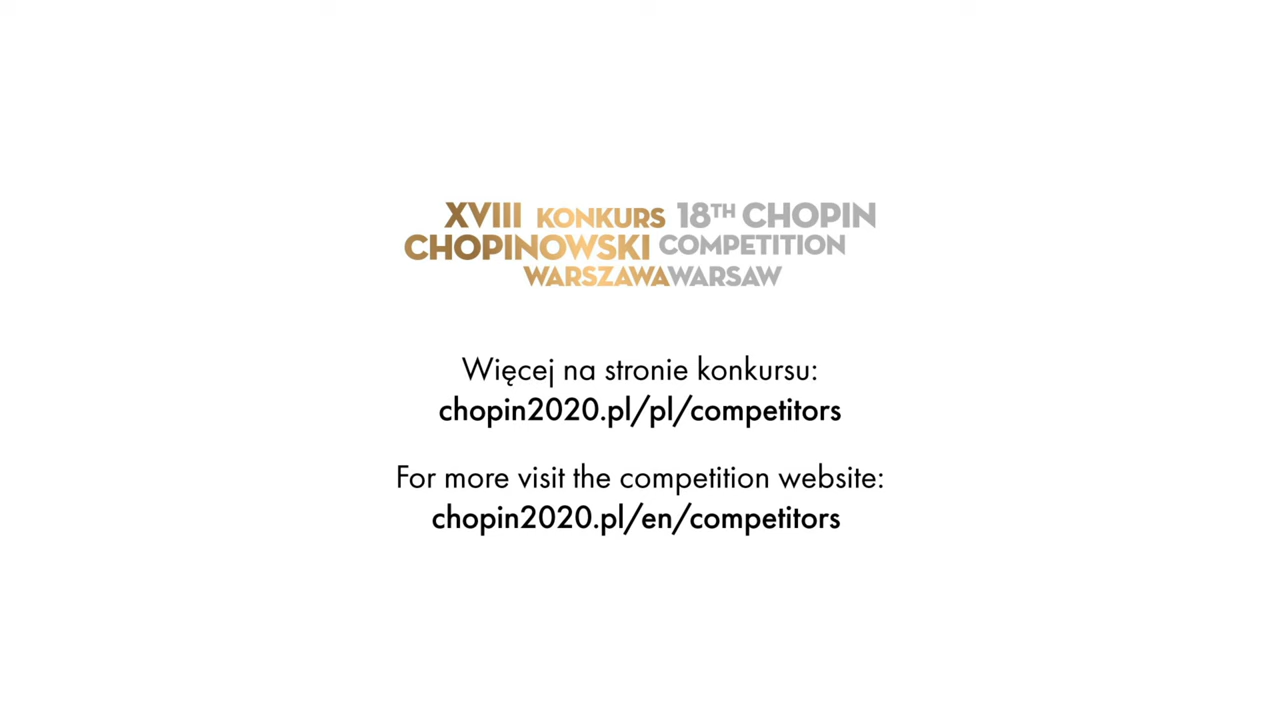 XVIII KONKURS 18TH CHOPIN
CHOPINOWSKI COMPETITION
WARSZAWA WARSAW
Więcej na stronie konkursu:
chopin2020.pl/pl/competitors
For more visit the competition website:
chopin2020.pl/en/competitors